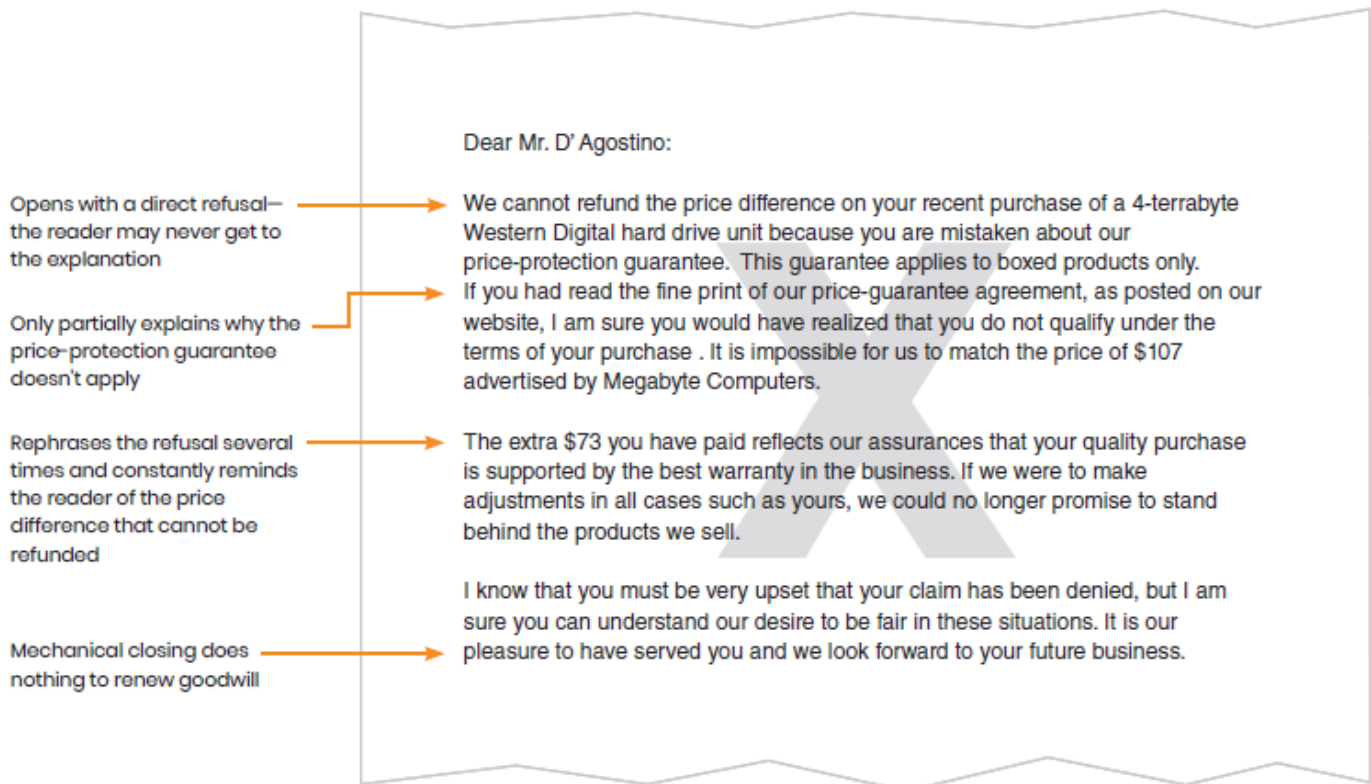 Dear Mr. D' Agostino:
Opens with a direct refusal—
the reader may never get to
the explanation
We cannot refund the price difference on your recent purchase of a 4-terrabyte
Western Digital hard drive unit because you are mistaken about our
price-protection guarantee. This guarantee applies to boxed products only.
Only partially explains why the
price-protection guarantee
doesn't apply
If you had read the fine print of our price-guarantee agreement, as posted on our
website, I am sure you would have realized that you do not qualify under the
terms of your purchase . It is impossible for us to match the price of $107
advertised by Megabyte Computers.
Rephrases the refusal several
times and constantly reminds
the reader of the price
difference that cannot be
refunded
The extra $73 you have paid reflects our assurances that your quality purchase
is supported by the best warranty in the business. If we were to make
adjustments in all cases such as yours, we could no longer promise to stand
behind the products we sell.
I know that you must be very upset that your claim has been denied, but I am
sure you can understand our desire to be fair in these situations. It is our
pleasure to have served you and we look forward to your future business.
Mechanical closing does
nothing to renew goodwill
X